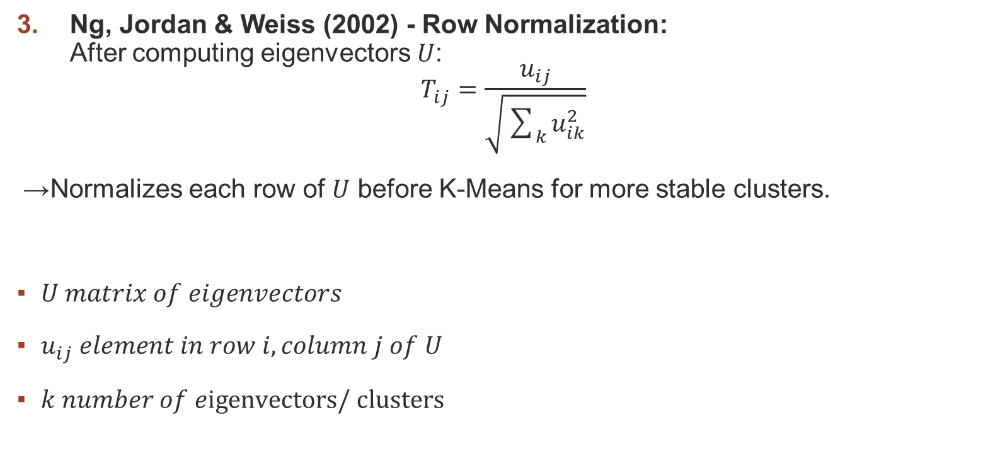 3. Ng, Jordan & Weiss (2002) - Row Normalization:
After computing eigenvectors U:
T_{ij} = \frac{u_{ij}}{\sqrt{\sum_k u_{ik}^2}}
→Normalizes each row of U before K-Means for more stable clusters.
▪ U matrix of eigenvectors
▪ u_{ij} element in row i, column j of U
▪ k number of eigenvectors/ clusters